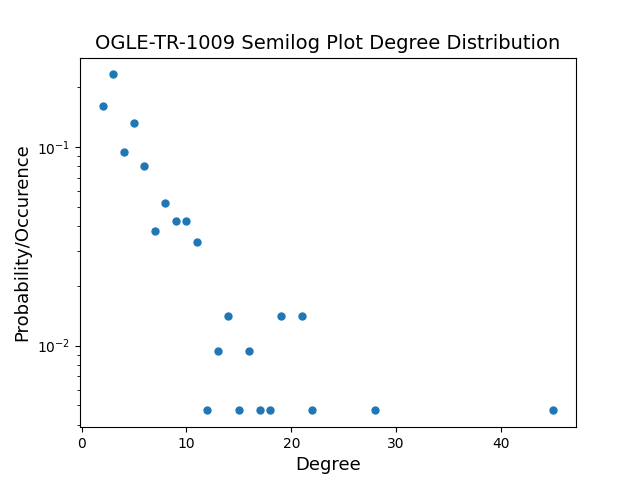 OGLE-TR-1009 Semilog Plot Degree Distribution
Probability/Occurence
10⁻¹
10⁻²
0 10 20 30 40
Degree